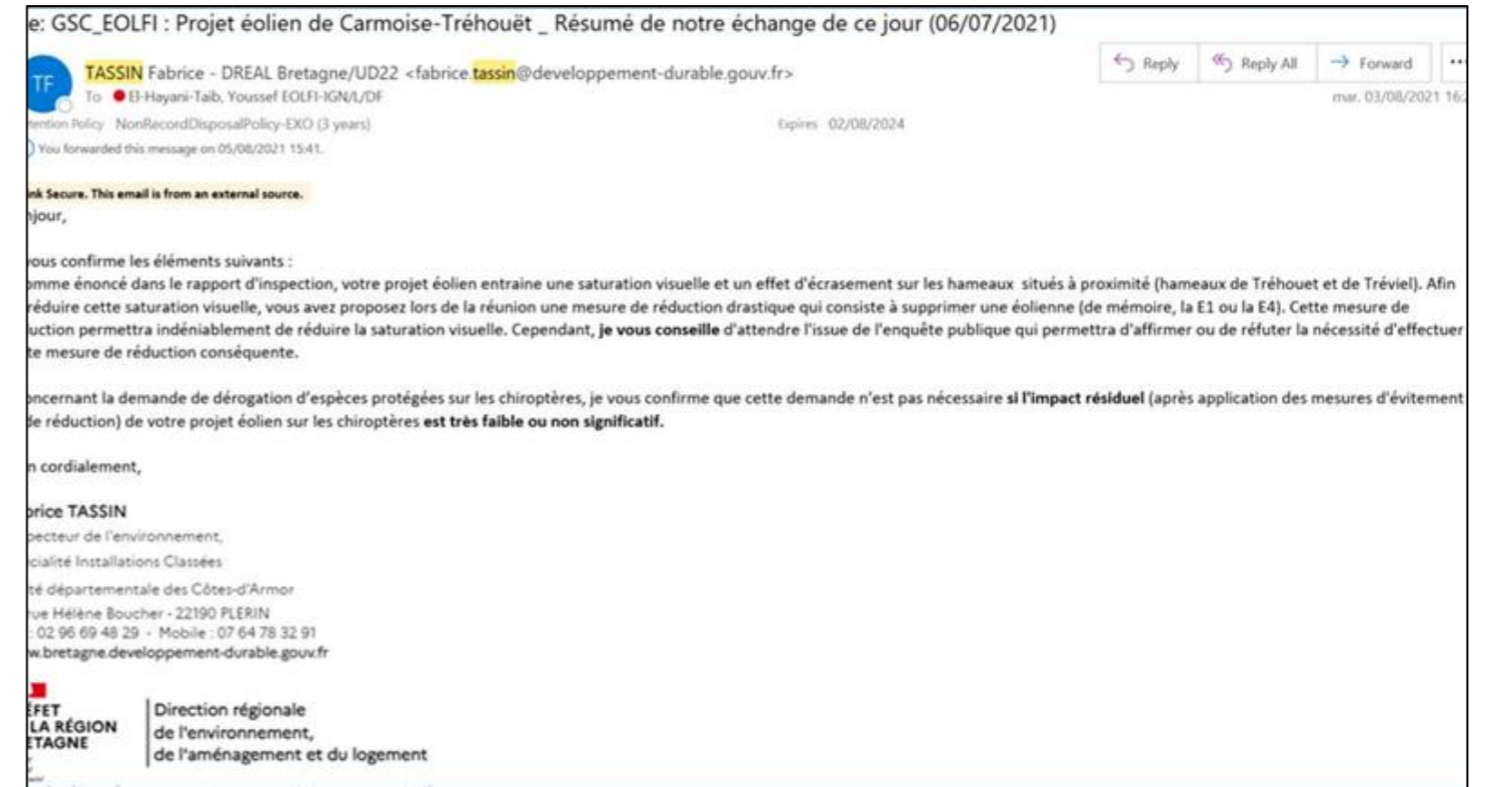 e: GSC_EOLFI : Projet éolien de Carmoise-Tréhouët _ Résumé de notre échange de ce jour (06/07/2021)
Reply Reply All Forward
TF
TASSIN Fabrice - DREAL Bretagne/UD22 <fabrice.tassin@developpement-durable.gouv.fr>
To El-Hayani-Taib, Youssef EOLFI-IGN/L/DF
mar. 03/08/2021 16:
tention Policy NonRecordDisposalPolicy-EXO (3 years) Expires 02/08/2024
You forwarded this message on 05/08/2021 15:41.
nk Secure. This email is from an external source.
njour,
vous confirme les éléments suivants :
omme énoncé dans le rapport d'inspection, votre projet éolien entraine une saturation visuelle et un effet d'écrasement sur les hameaux situés à proximité (hameaux de Tréhouet et de Tréviel). Afin
réduire cette saturation visuelle, vous avez proposez lors de la réunion une mesure de réduction drastique qui consiste à supprimer une éolienne (de mémoire, la E1 ou la E4). Cette mesure de
uction permettra indéniablement de réduire la saturation visuelle. Cependant, je vous conseille d'attendre l'issue de l'enquête publique qui permettra d'affirmer ou de réfuter la nécessité d'effectuer
te mesure de réduction conséquente.
oncernant la demande de dérogation d'espèces protégées sur les chiroptères, je vous confirme que cette demande n'est pas nécessaire si l'impact résiduel (après application des mesures d'évitement
de réduction) de votre projet éolien sur les chiroptères est très faible ou non significatif.
n cordialement,
brice TASSIN
pecteur de l'environnement,
cialité Installations Classées
té départementale des Côtes-d'Armor
rue Hélène Boucher - 22190 PLERIN
: 02 96 69 48 29 - Mobile : 07 64 78 32 91
w.bretagne.developpement-durable.gouv.fr
ÉFET
LA RÉGION
ETAGNE
Direction régionale
de l'environnement,
de l'aménagement et du logement